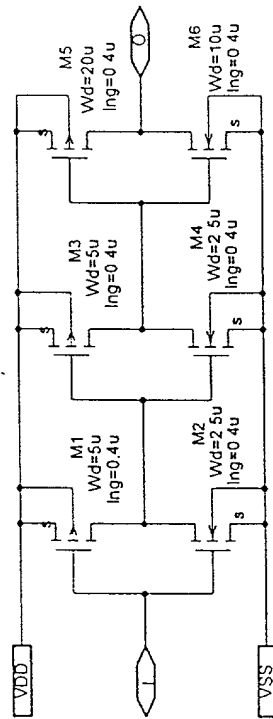 VDD
I
VSS
M1
Wd=5u
lng=0.4u
M2
Wd=2 5u
lng=0 4u
M3
Wd=5u
lng=0 4u
M4
Wd=2 5u
lng=0 4u
M5
Wd=20u
lng=0 4u
M6
Wd=10u
lng=0 4u
O
s
s
s
s
s
s